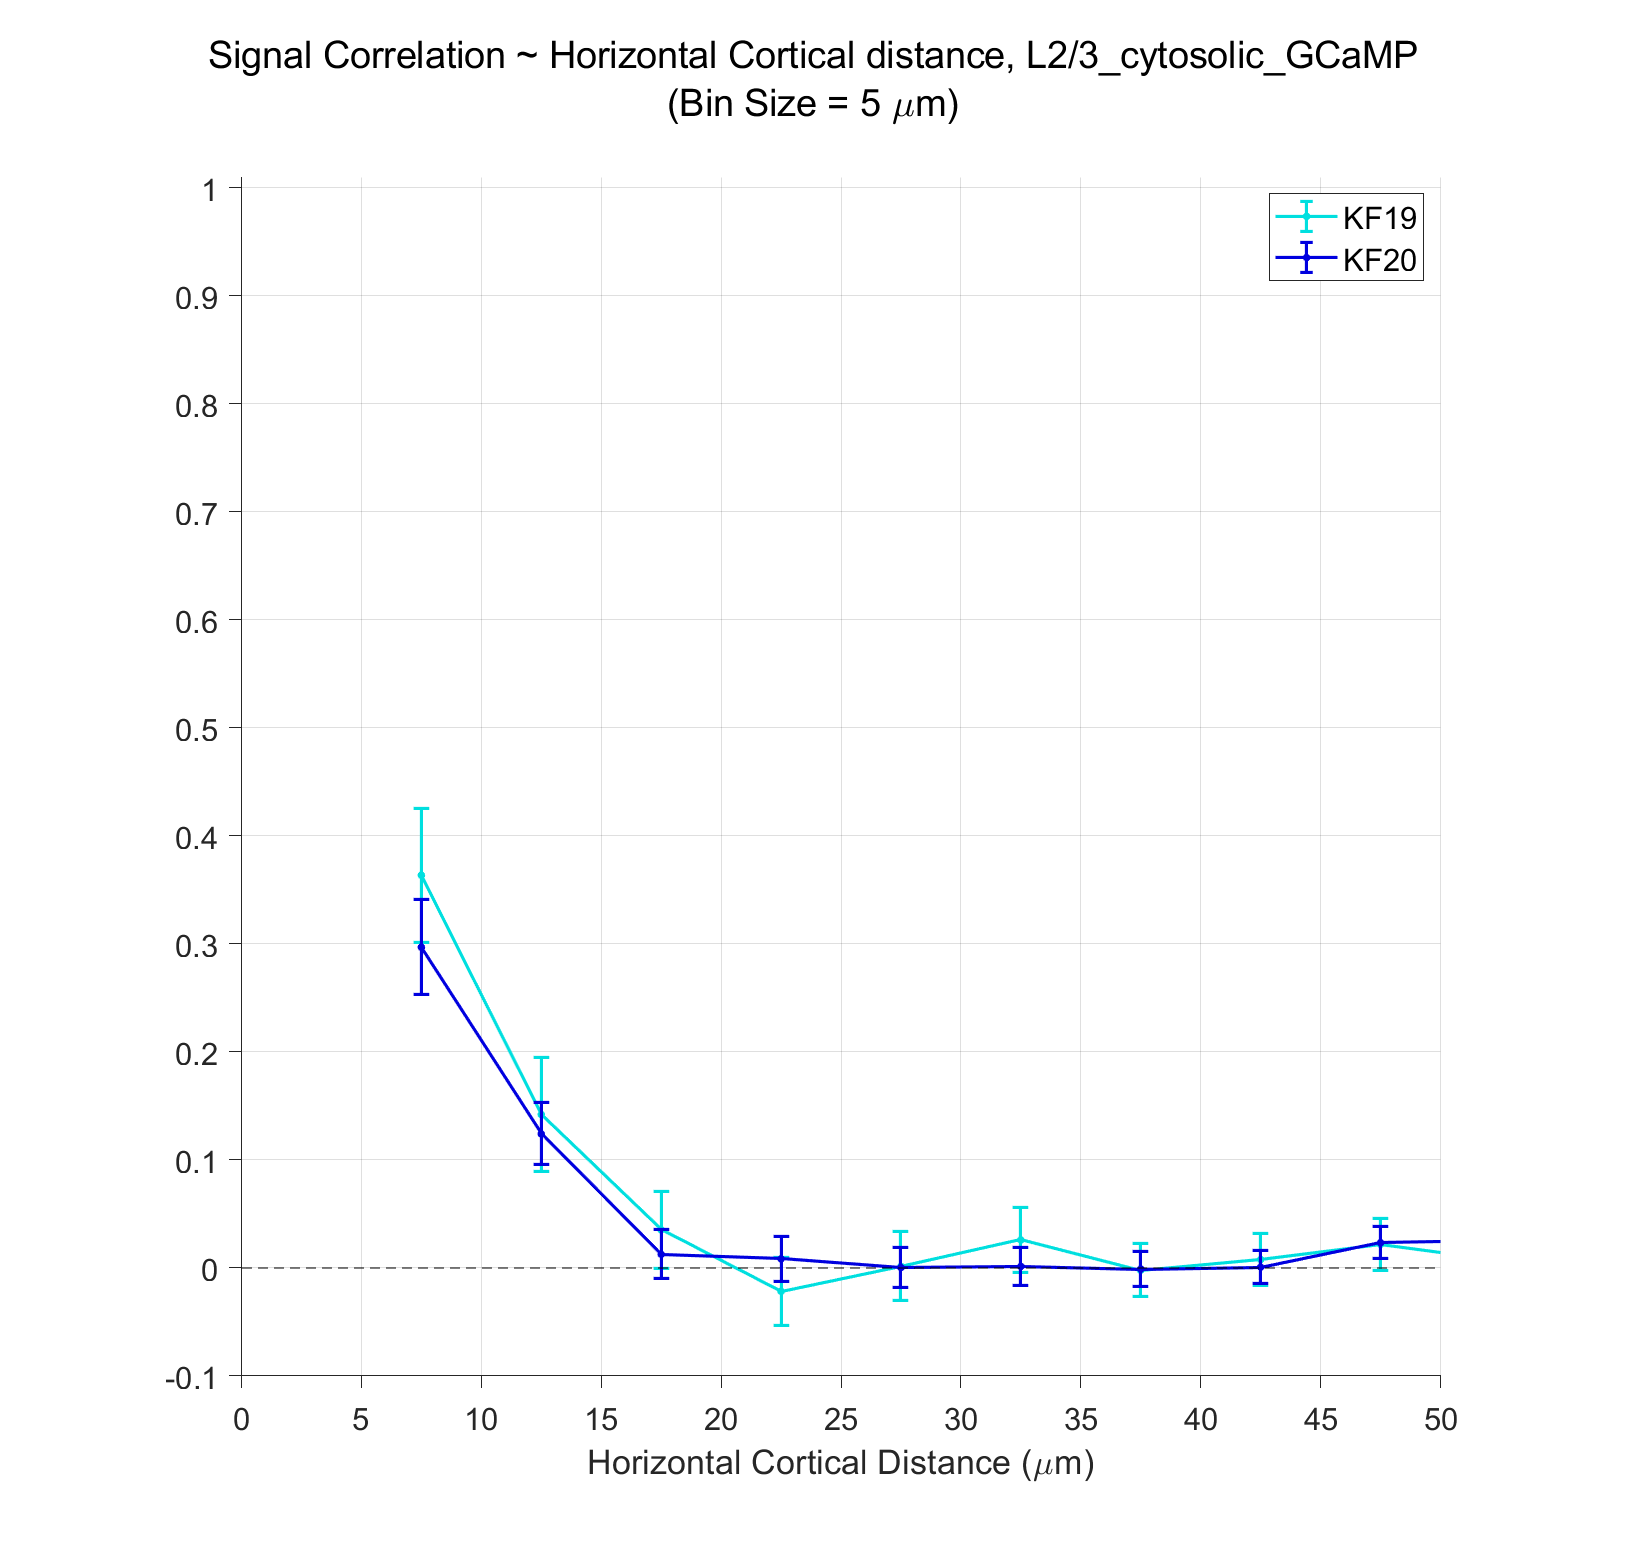 Signal Correlation ~ Horizontal Cortical distance, L2/3_cytosolic_GCaMP
(Bin Size = 5 μm)
KF19
KF20
1
0.9
0.8
0.7
0.6
0.5
0.4
0.3
0.2
0.1
0
-0.1
0 5 10 15 20 25 30 35 40 45 50
Horizontal Cortical Distance (μm)